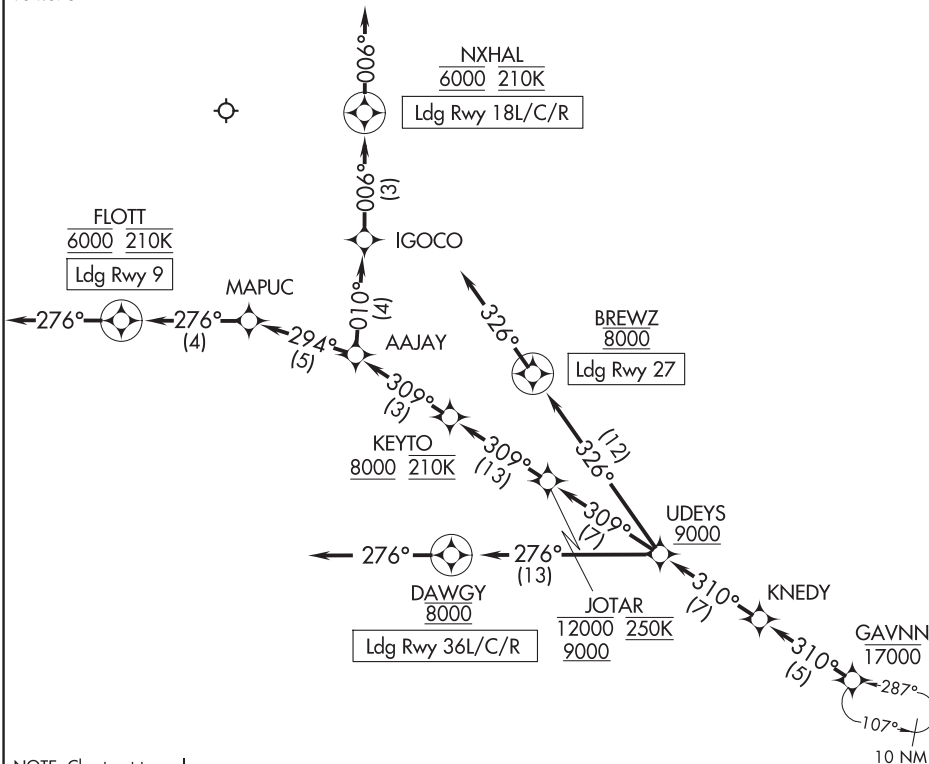 006°
NXHAL
6000 210K
Ldg Rwy 18L/C/R
006°
(3)
IGOCO
FLOTT
6000 210K
Ldg Rwy 9
MAPUC
010°
(4)
276°
276°
(4)
294°
(5)
AAJAY
326°
BREWZ
8000
Ldg Rwy 27
309°
(3)
KEYTO
8000 210K
309°
(13)
(12)
326°
309°
(7)
UDEYS
9000
276°
276°
(13)
DAWGY
8000
Ldg Rwy 36L/C/R
JOTAR
12000 250K
9000
310°
(7)
KNEDY
310°
(5)
GAVNN
17000
287°
107°
10 NM